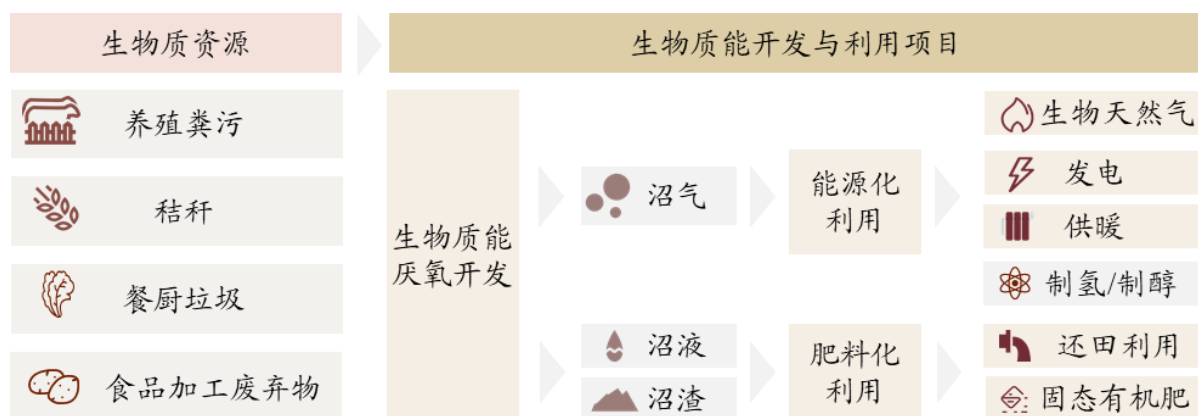 生物质资源
生物质能开发与利用项目
养殖粪污
秸秆
餐厨垃圾
食品加工废弃物
生物质能
厌氧开发
沼气
能源化
利用
生物天然气
发电
供暖
制氢/制醇
沼液
沼渣
肥料化
利用
还田利用
固态有机肥